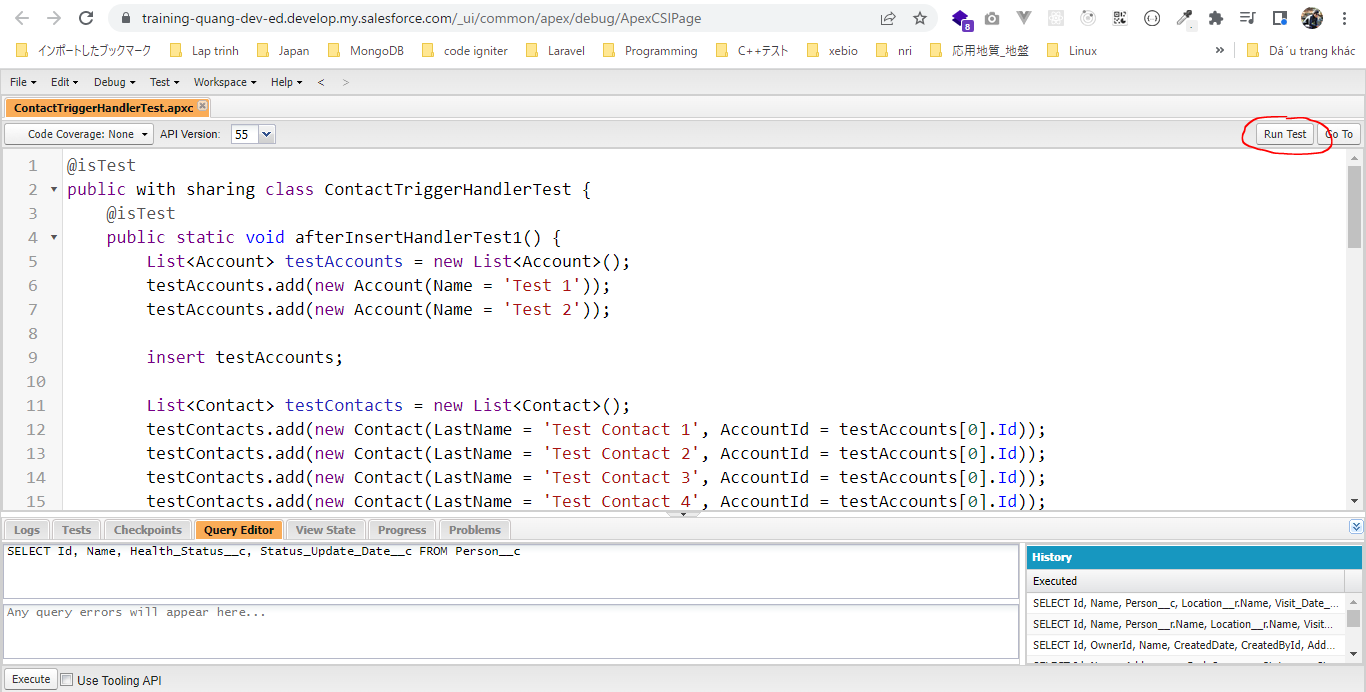 training-quang-dev-ed.develop.my.salesforce.com/_ui/common/apex/debug/ApexCSIPage
8
インポートしたブックマーク Lap trinh Japan MongoDB code igniter Laravel Programming C++テスト xebio nri 応用地質_地盤 Linux » Dấu trang khác
File Edit Debug Test Workspace Help < >
ContactTriggerHandlerTest.apxc
Code Coverage: None API Version: 55 Run Test Go To
1 @isTest
2 public with sharing class ContactTriggerHandlerTest {
3 @isTest
4 public static void afterInsertHandlerTest1() {
5 List<Account> testAccounts = new List<Account>();
6 testAccounts.add(new Account(Name = 'Test 1'));
7 testAccounts.add(new Account(Name = 'Test 2'));
8
9 insert testAccounts;
10
11 List<Contact> testContacts = new List<Contact>();
12 testContacts.add(new Contact(LastName = 'Test Contact 1', AccountId = testAccounts[0].Id));
13 testContacts.add(new Contact(LastName = 'Test Contact 2', AccountId = testAccounts[0].Id));
14 testContacts.add(new Contact(LastName = 'Test Contact 3', AccountId = testAccounts[0].Id));
15 testContacts.add(new Contact(LastName = 'Test Contact 4', AccountId = testAccounts[0].Id));
Logs Tests Checkpoints Query Editor View State Progress Problems
SELECT Id, Name, Health_Status__c, Status_Update_Date__c FROM Person__c
Any query errors will appear here...
History
Executed
SELECT Id, Name, Person__c, Location__r.Name, Visit_Date_...
SELECT Id, Name, Person__r.Name, Location__r.Name, Visit...
SELECT Id, OwnerId, Name, CreatedDate, CreatedById, Add...
Execute Use Tooling API